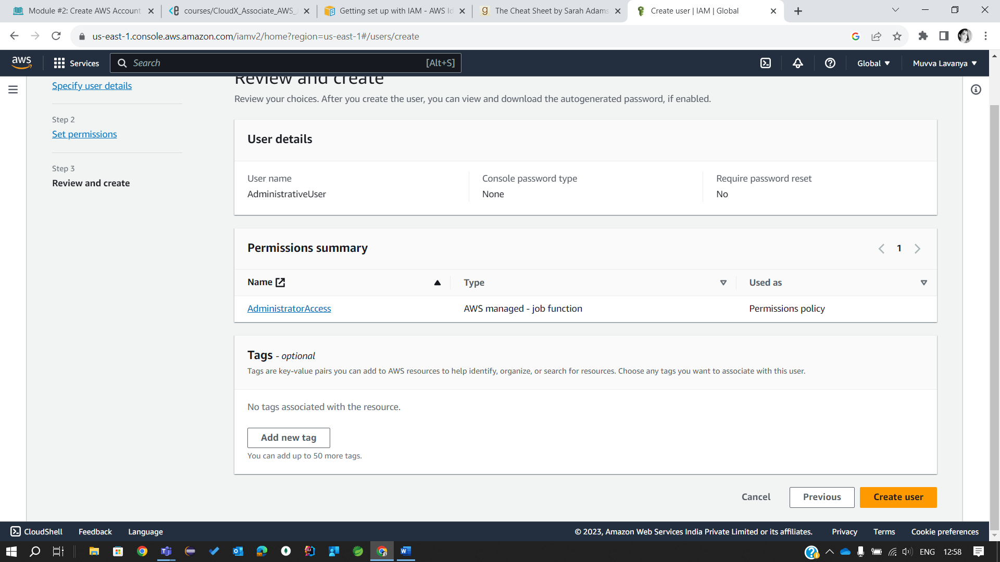 Module #2: Create AWS Account
courses/CloudX_Associate_AWS_
Getting set up with IAM - AWS Id
The Cheat Sheet by Sarah Adams
Create user | IAM | Global
us-east-1.console.aws.amazon.com/iamv2/home?region=us-east-1#/users/create
aws
Services
Search
[Alt+S]
Global
Muvva Lavanya
Specify user details
Step 2
Set permissions
Step 3
Review and create
Review and create
Review your choices. After you create the user, you can view and download the autogenerated password, if enabled.
User details
User name
AdministrativeUser
Console password type
None
Require password reset
No
Permissions summary
1
Name
Type
Used as
AdministratorAccess
AWS managed - job function
Permissions policy
Tags - optional
Tags are key-value pairs you can add to AWS resources to help identify, organize, or search for resources. Choose any tags you want to associate with this user.
No tags associated with the resource.
Add new tag
You can add up to 50 more tags.
Cancel
Previous
Create user
CloudShell
Feedback
Language
© 2023, Amazon Web Services India Private Limited or its affiliates.
Privacy
Terms
Cookie preferences
ENG
12:58